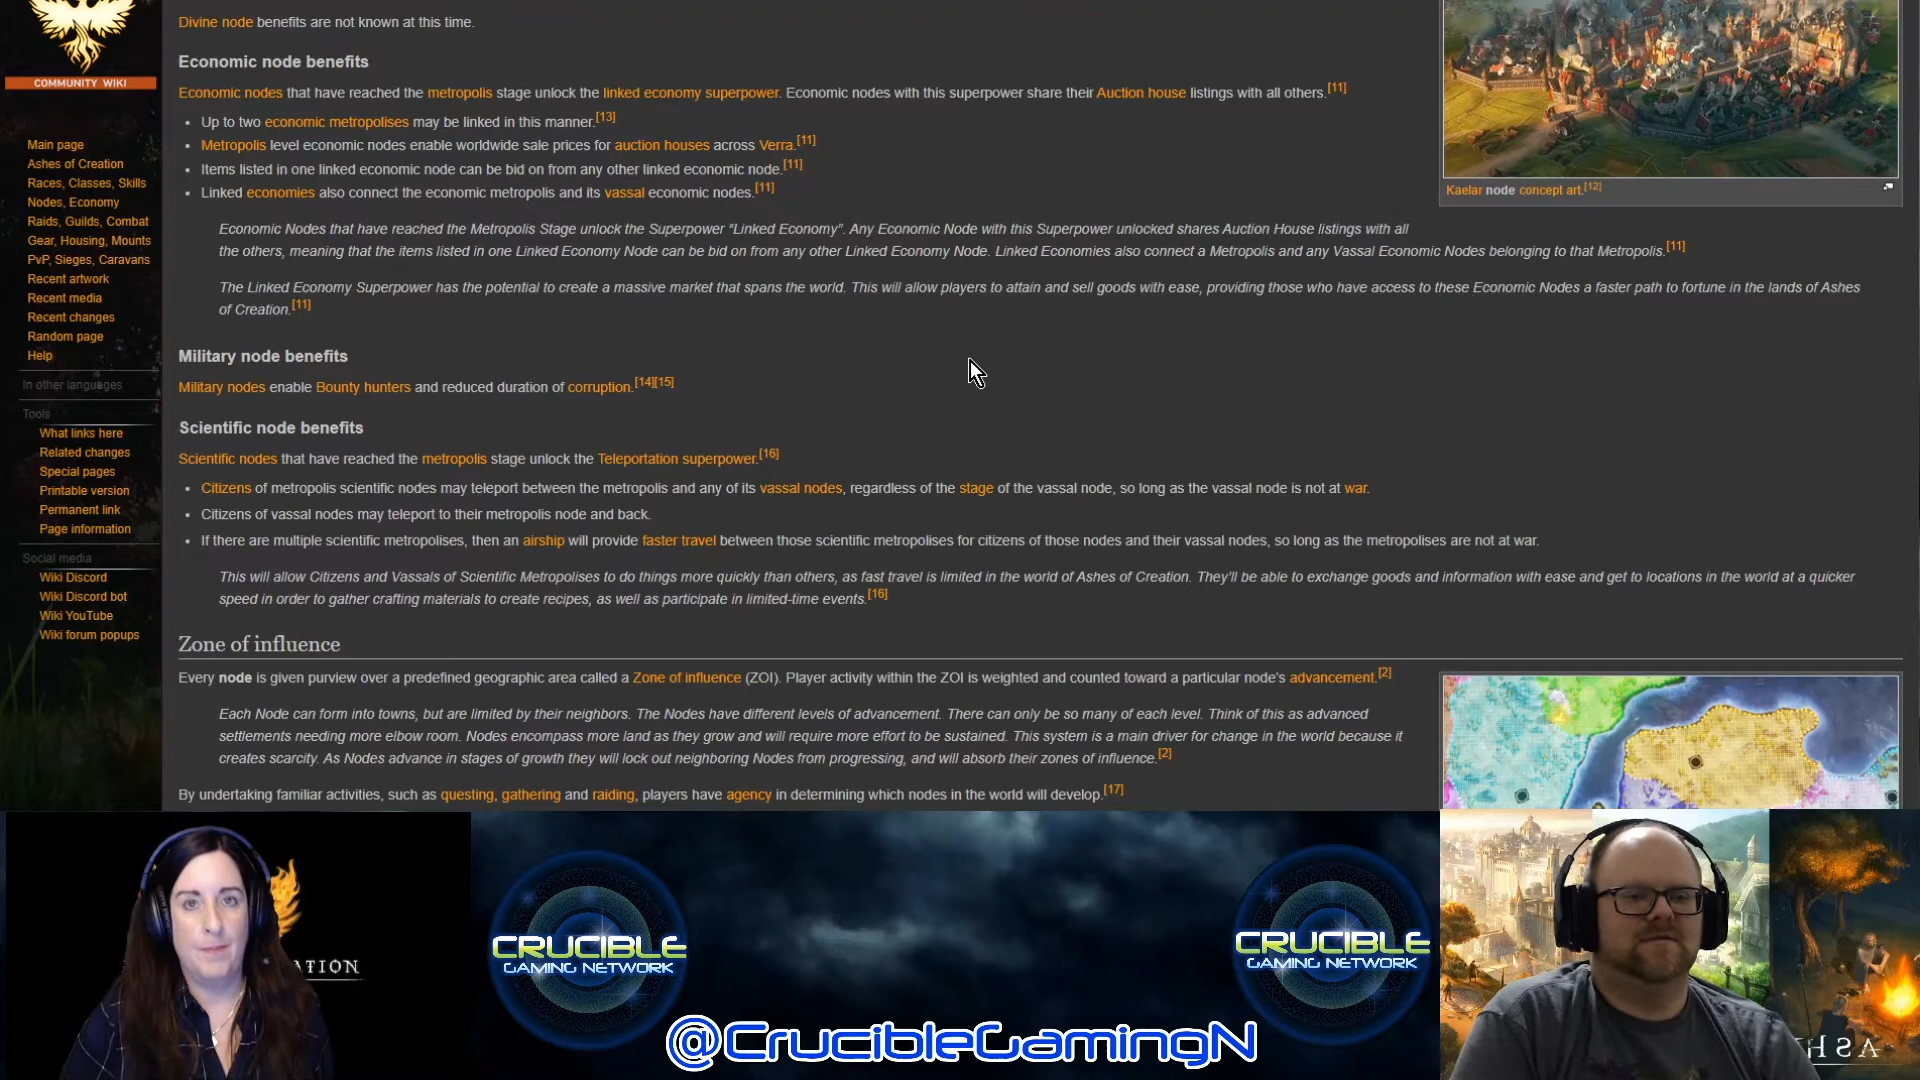 COMMUNITY WIKI
Main page
Ashes of Creation
Races, Classes, Skills
Nodes, Economy
Raids, Guilds, Combat
Gear, Housing, Mounts
PvP, Sieges, Caravans
Recent artwork
Recent media
Recent changes
Random page
Help
In other languages
Tools
What links here
Related changes
Special pages
Printable version
Permanent link
Page information
Social media
Wiki Discord
Wiki Discord bot
Wiki YouTube
Wiki forum popups
Divine node benefits are not known at this time.
Economic node benefits
Economic nodes that have reached the metropolis stage unlock the linked economy superpower. Economic nodes with this superpower share their Auction house listings with all others.[11]
• Up to two economic metropolises may be linked in this manner.[13]
• Metropolis level economic nodes enable worldwide sale prices for auction houses across Verra.[11]
• Items listed in one linked economic node can be bid on from any other linked economic node.[11]
• Linked economies also connect the economic metropolis and its vassal economic nodes.[11]
Economic Nodes that have reached the Metropolis Stage unlock the Superpower “Linked Economy”. Any Economic Node with this Superpower unlocked shares Auction House listings with all
the others, meaning that the items listed in one Linked Economy Node can be bid on from any other Linked Economy Node. Linked Economies also connect a Metropolis and any Vassal Economic Nodes belonging to that Metropolis.[11]
The Linked Economy Superpower has the potential to create a massive market that spans the world. This will allow players to attain and sell goods with ease, providing those who have access to these Economic Nodes a faster path to fortune in the lands of Ashes
of Creation.[11]
Kaelar node concept art.[12]
Military node benefits
Military nodes enable Bounty hunters and reduced duration of corruption.[14][15]
Scientific node benefits
Scientific nodes that have reached the metropolis stage unlock the Teleportation superpower.[16]
• Citizens of metropolis scientific nodes may teleport between the metropolis and any of its vassal nodes, regardless of the stage of the vassal node, so long as the vassal node is not at war.
• Citizens of vassal nodes may teleport to their metropolis node and back.
• If there are multiple scientific metropolises, then an airship will provide faster travel between those scientific metropolises for citizens of those nodes and their vassal nodes, so long as the metropolises are not at war.
This will allow Citizens and Vassals of Scientific Metropolises to do things more quickly than others, as fast travel is limited in the world of Ashes of Creation. They’ll be able to exchange goods and information with ease and get to locations in the world at a quicker
speed in order to gather crafting materials to create recipes, as well as participate in limited-time events.[16]
Zone of influence
Every node is given purview over a predefined geographic area called a Zone of influence (ZOI). Player activity within the ZOI is weighted and counted toward a particular node's advancement.[2]
Each Node can form into towns, but are limited by their neighbors. The Nodes have different levels of advancement. There can only be so many of each level. Think of this as advanced
settlements needing more elbow room. Nodes encompass more land as they grow and will require more effort to be sustained. This system is a main driver for change in the world because it
creates scarcity. As Nodes advance in stages of growth they will lock out neighboring Nodes from progressing, and will absorb their zones of influence.[2]
By undertaking familiar activities, such as questing, gathering and raiding, players have agency in determining which nodes in the world will develop.[17]
ATION
CRUCIBLE
GAMING NETWORK
CRUCIBLE
GAMING NETWORK
@CrucibleGamingN